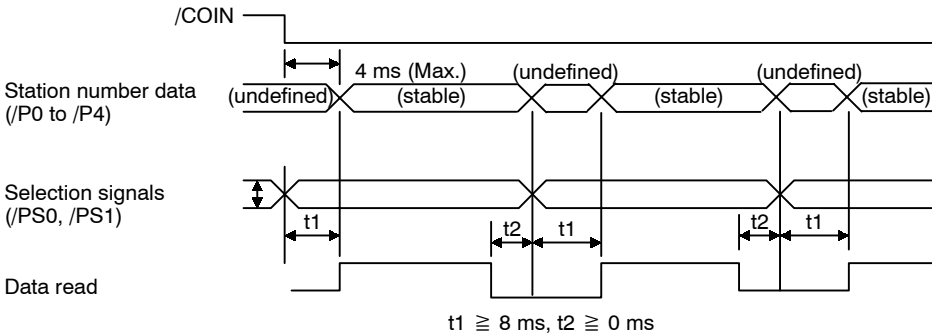 /COIN
4 ms (Max.)
(undefined)
(undefined)
Station number data
(/P0 to /P4)
(undefined)
(stable)
(stable)
(stable)
Selection signals
(/PS0, /PS1)
t1
t2
t1
t2
t1
Data read
t1 ≧ 8 ms, t2 ≧ 0 ms